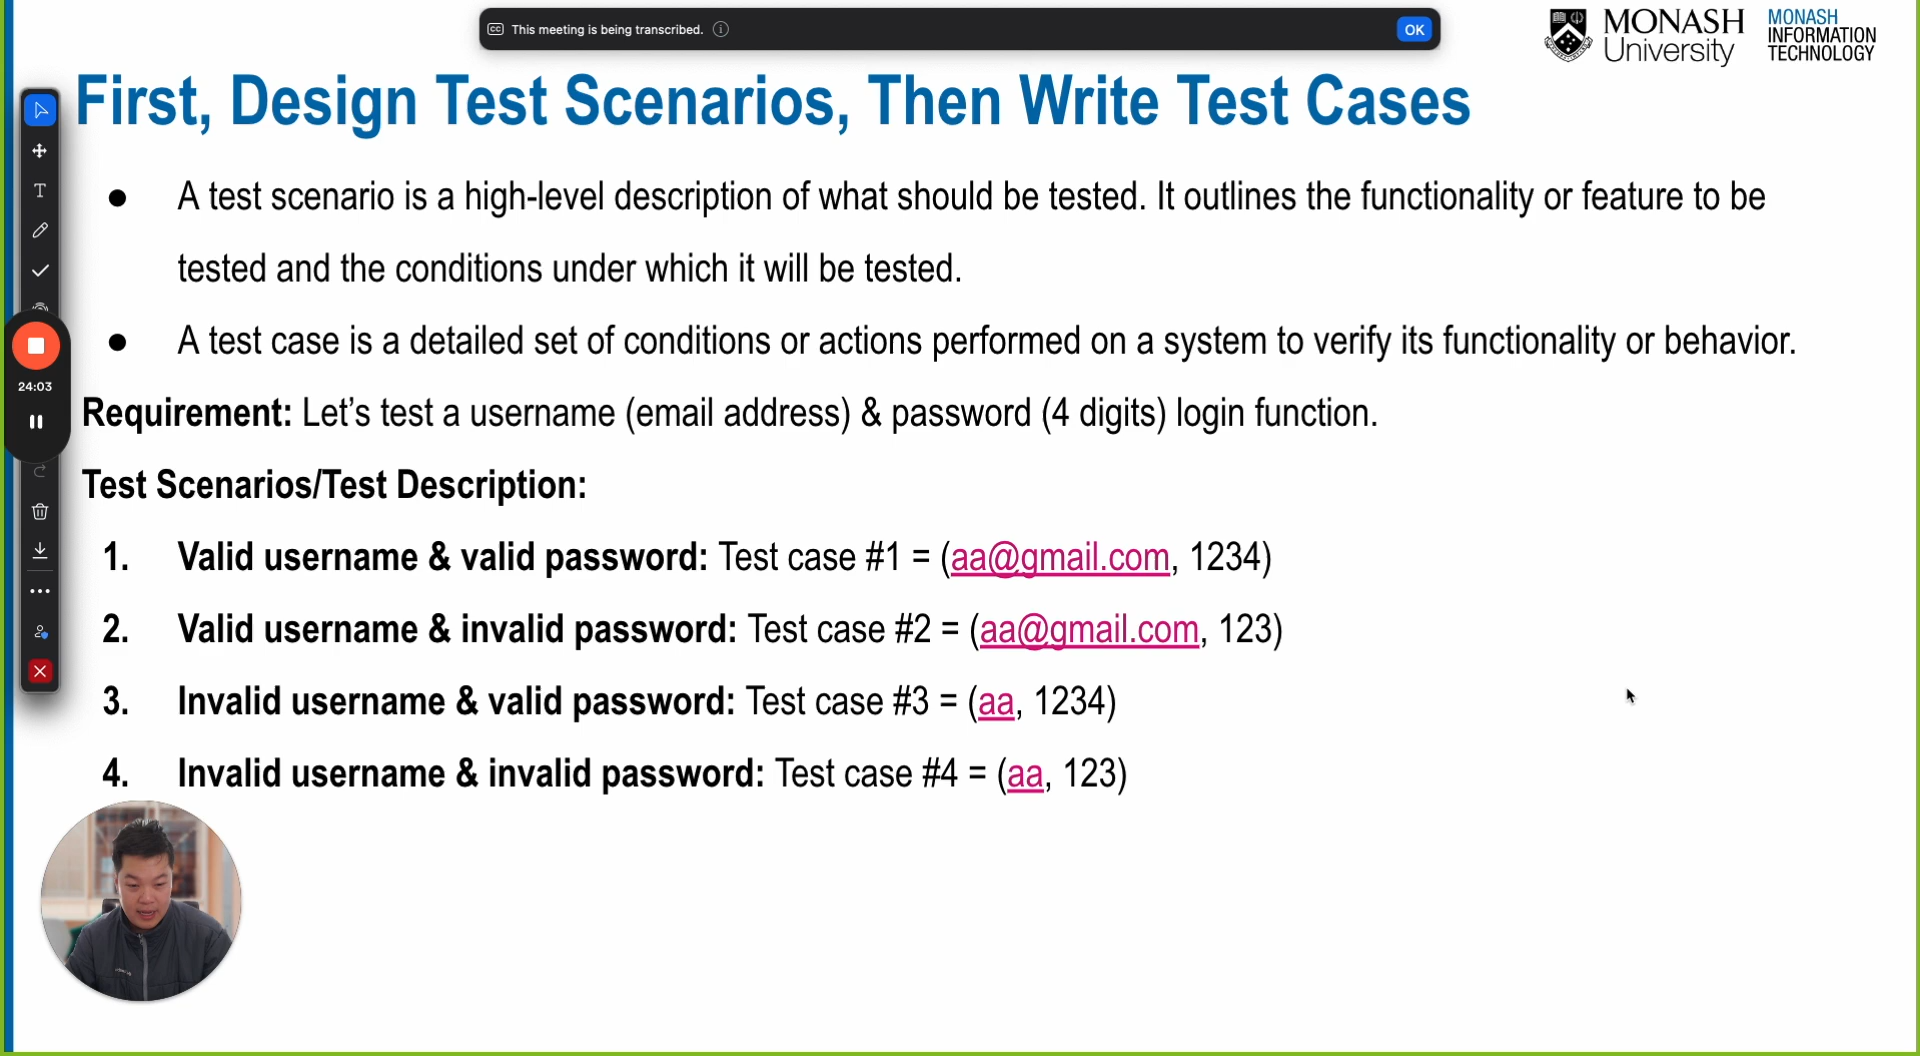 This meeting is being transcribed.
OK
MONASH
University
MONASH
INFORMATION
TECHNOLOGY
First, Design Test Scenarios, Then Write Test Cases
● A test scenario is a high-level description of what should be tested. It outlines the functionality or feature to be
tested and the conditions under which it will be tested.
● A test case is a detailed set of conditions or actions performed on a system to verify its functionality or behavior.
24:03
Requirement: Let’s test a username (email address) & password (4 digits) login function.
Test Scenarios/Test Description:
1. Valid username & valid password: Test case #1 = (aa@gmail.com, 1234)
2. Valid username & invalid password: Test case #2 = (aa@gmail.com, 123)
3. Invalid username & valid password: Test case #3 = (aa, 1234)
4. Invalid username & invalid password: Test case #4 = (aa, 123)